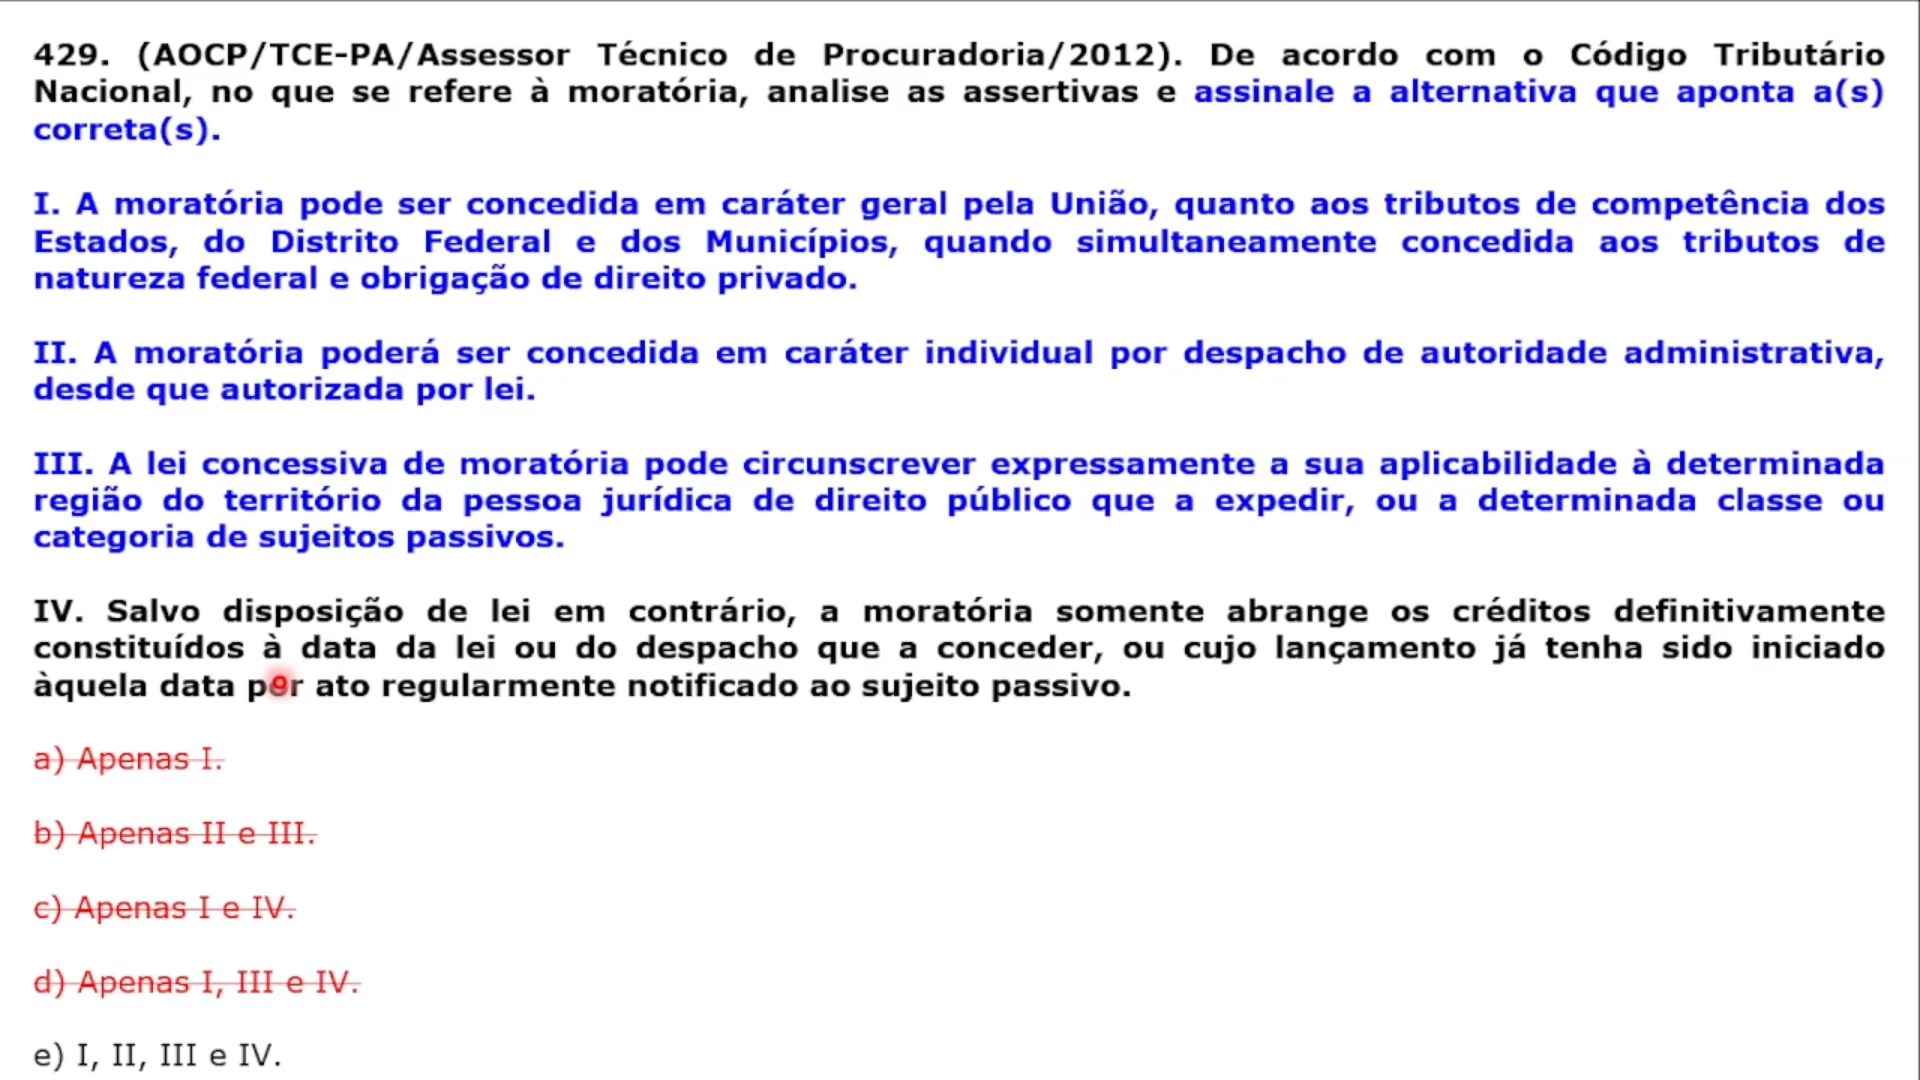 429. (AOCP/TCE-PA/Assessor Técnico de Procuradoria/2012). De acordo com o Código Tributário
Nacional, no que se refere à moratória, analise as assertivas e assinale a alternativa que aponta a(s)
correta(s).
I. A moratória pode ser concedida em caráter geral pela União, quanto aos tributos de competência dos
Estados, do Distrito Federal e dos Municípios, quando simultaneamente concedida aos tributos de
natureza federal e obrigação de direito privado.
II. A moratória poderá ser concedida em caráter individual por despacho de autoridade administrativa,
desde que autorizada por lei.
III. A lei concessiva de moratória pode circunscrever expressamente a sua aplicabilidade à determinada
região do território da pessoa jurídica de direito público que a expedir, ou a determinada classe ou
categoria de sujeitos passivos.
IV. Salvo disposição de lei em contrário, a moratória somente abrange os créditos definitivamente
constituídos à data da lei ou do despacho que a conceder, ou cujo lançamento já tenha sido iniciado
àquela data por ato regularmente notificado ao sujeito passivo.
a) Apenas I.
b) Apenas II e III.
c) Apenas I e IV.
d) Apenas I, III e IV.
e) I, II, III e IV.